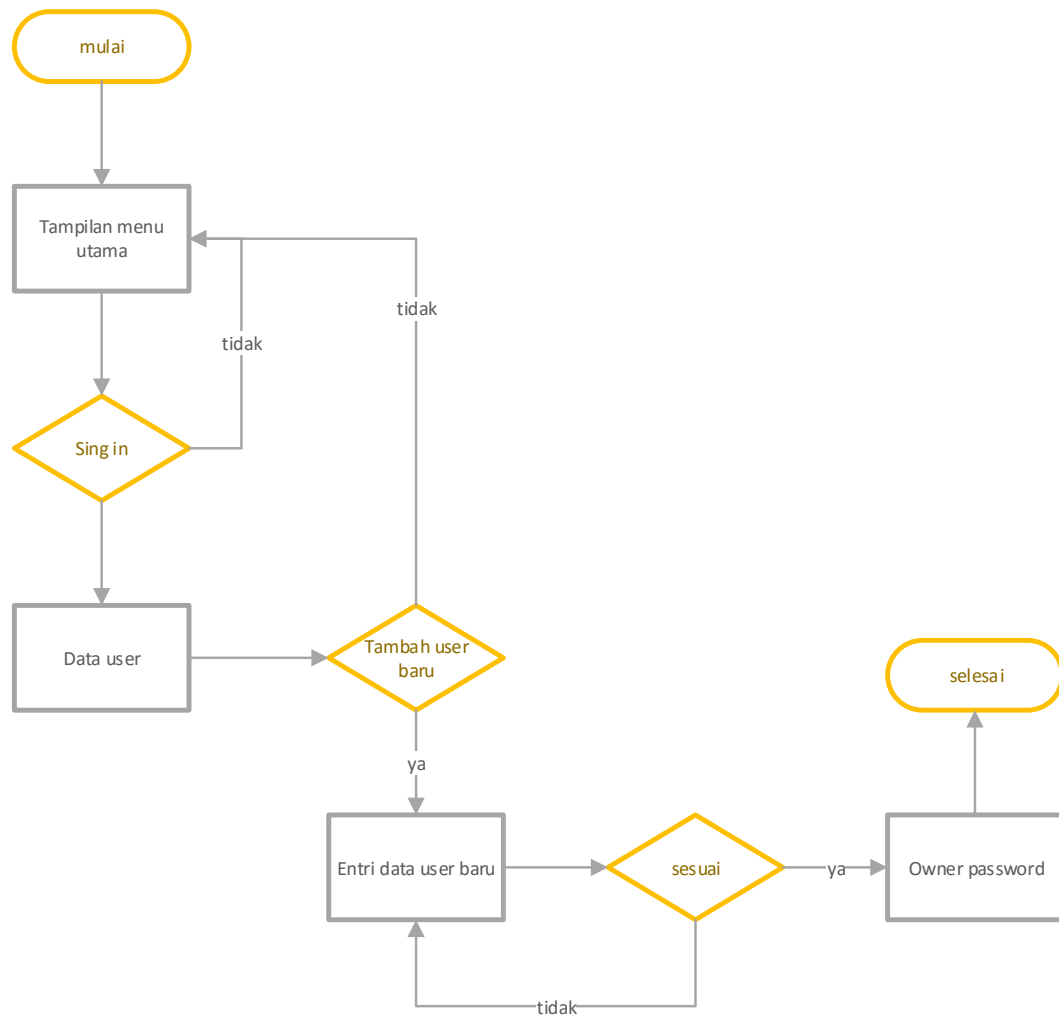 mulai
Tampilan menu
utama
tidak
tidak
Sing in
Data user
Tambah user
baru
selesai
ya
Entri data user baru
sesuai
ya
Owner password
tidak